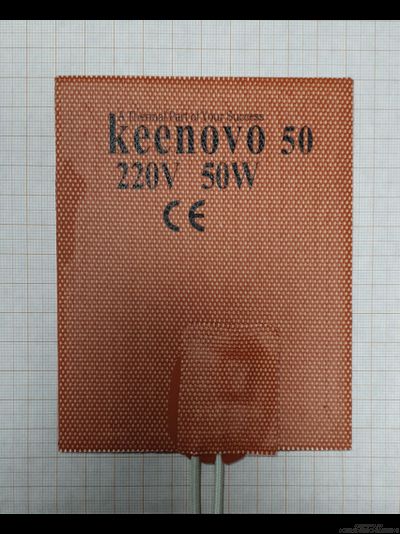 A Thermal Part of Your Success
keenovo 50
220V 50W
CE